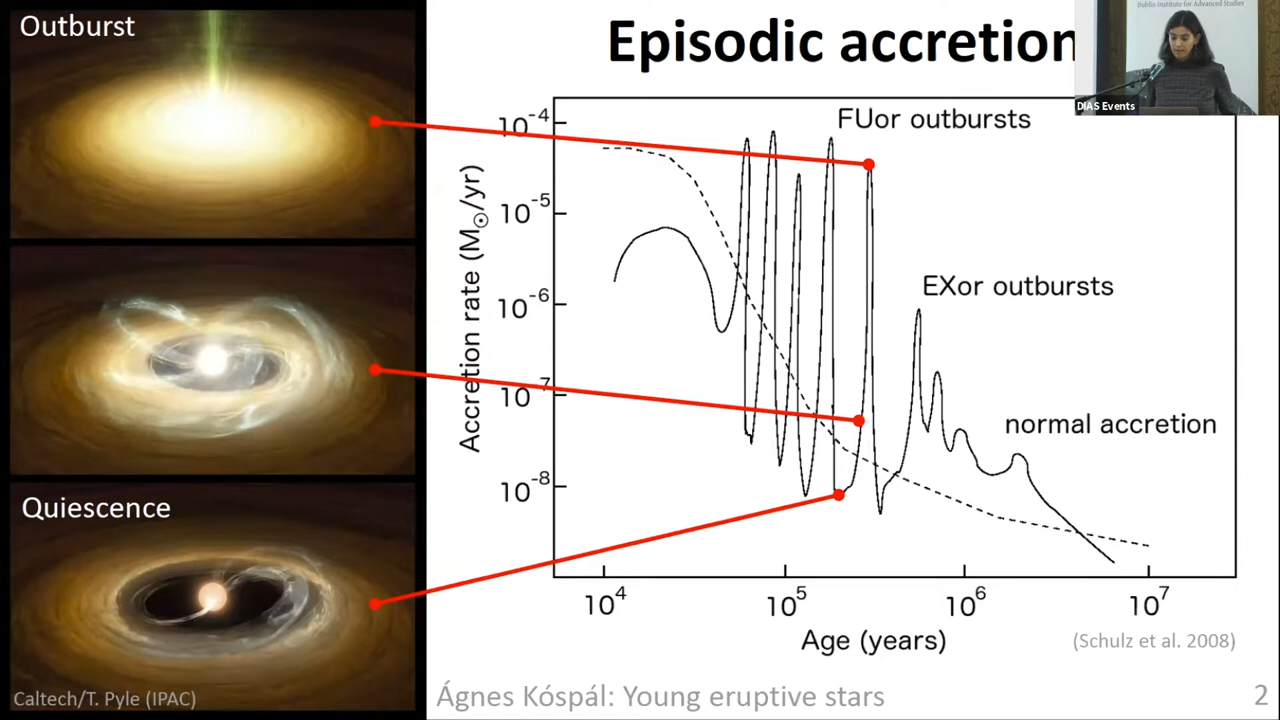 Outburst
Episodic accretion
Dublin Institute for Advanced Studies
DIAS Events
FUor outbursts
EXor outbursts
normal accretion
Accretion rate (M☉/yr)
10⁻⁴
10⁻⁵
10⁻⁶
10⁻⁷
10⁻⁸
10⁴
10⁵
10⁶
10⁷
Age (years)
(Schulz et al. 2008)
Quiescence
Caltech/T. Pyle (IPAC)
Ágnes Kóspál: Young eruptive stars
2